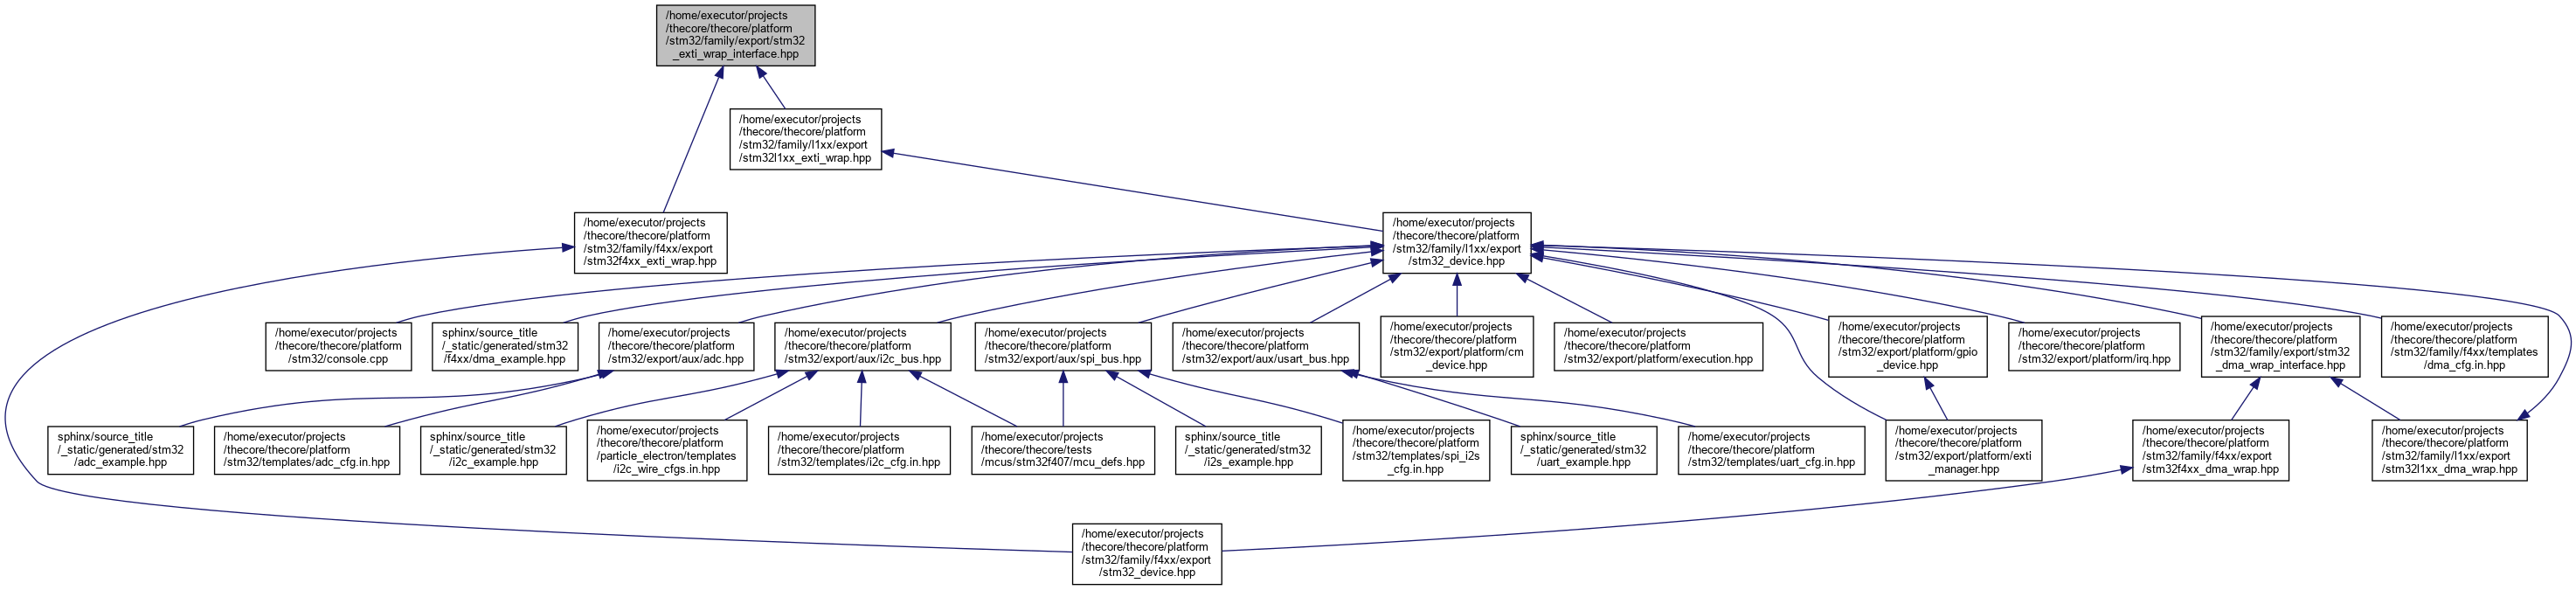 /home/executor/projects
/thecore/thecore/platform
/stm32/family/export/stm32
_exti_wrap_interface.hpp
/home/executor/projects
/thecore/thecore/platform
/stm32/family/l1xx/export
/stm32l1xx_exti_wrap.hpp
/home/executor/projects
/thecore/thecore/platform
/stm32/family/f4xx/export
/stm32f4xx_exti_wrap.hpp
/home/executor/projects
/thecore/thecore/platform
/stm32/family/l1xx/export
/stm32_device.hpp
/home/executor/projects
/thecore/thecore/platform
/stm32/console.cpp
sphinx/source_title
/_static/generated/stm32
/f4xx/dma_example.hpp
/home/executor/projects
/thecore/thecore/platform
/stm32/export/aux/adc.hpp
/home/executor/projects
/thecore/thecore/platform
/stm32/export/aux/i2c_bus.hpp
/home/executor/projects
/thecore/thecore/platform
/stm32/export/aux/spi_bus.hpp
/home/executor/projects
/thecore/thecore/platform
/stm32/export/aux/usart_bus.hpp
/home/executor/projects
/thecore/thecore/platform
/stm32/export/platform/cm
_device.hpp
/home/executor/projects
/thecore/thecore/platform
/stm32/export/platform/execution.hpp
/home/executor/projects
/thecore/thecore/platform
/stm32/export/platform/gpio
_device.hpp
/home/executor/projects
/thecore/thecore/platform
/stm32/export/platform/irq.hpp
/home/executor/projects
/thecore/thecore/platform
/stm32/family/export/stm32
_dma_wrap_interface.hpp
/home/executor/projects
/thecore/thecore/platform
/stm32/family/f4xx/templates
/dma_cfg.in.hpp
sphinx/source_title
/_static/generated/stm32
/adc_example.hpp
/home/executor/projects
/thecore/thecore/platform
/stm32/templates/adc_cfg.in.hpp
sphinx/source_title
/_static/generated/stm32
/i2c_example.hpp
/home/executor/projects
/thecore/thecore/platform
/particle_electron/templates
/i2c_wire_cfgs.in.hpp
/home/executor/projects
/thecore/thecore/platform
/stm32/templates/i2c_cfg.in.hpp
/home/executor/projects
/thecore/thecore/tests
/mcus/stm32f407/mcu_defs.hpp
sphinx/source_title
/_static/generated/stm32
/i2s_example.hpp
/home/executor/projects
/thecore/thecore/platform
/stm32/templates/spi_i2s
_cfg.in.hpp
sphinx/source_title
/_static/generated/stm32
/uart_example.hpp
/home/executor/projects
/thecore/thecore/platform
/stm32/templates/uart_cfg.in.hpp
/home/executor/projects
/thecore/thecore/platform
/stm32/export/platform/exti
_manager.hpp
/home/executor/projects
/thecore/thecore/platform
/stm32/family/f4xx/export
/stm32f4xx_dma_wrap.hpp
/home/executor/projects
/thecore/thecore/platform
/stm32/family/l1xx/export
/stm32l1xx_dma_wrap.hpp
/home/executor/projects
/thecore/thecore/platform
/stm32/family/f4xx/export
/stm32_device.hpp